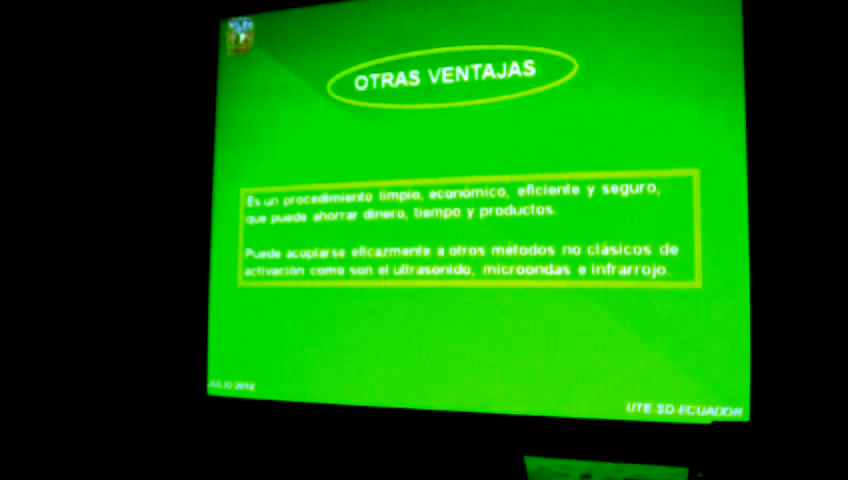 OTRAS VENTAJAS
Es un procedimiento limpio, económico, eficiente y seguro,
que puede ahorrar dinero, tiempo y productos.
Puede acoplarse eficazmente a otros métodos no clásicos de
activación como son el ultrasonido, microondas e infrarrojo.
JULIO 2012
UTE-SD-ECUADOR